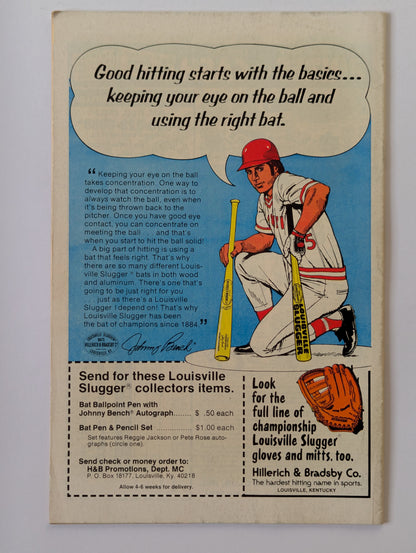 Good hitting starts with the basics...
keeping your eye on the ball and
using the right bat.
“Keeping your eye on the ball
takes concentration. One way to
develop that concentration is to
always watch the ball, even when
it's being thrown back to the
pitcher. Once you have good eye
contact, you can concentrate on
meeting the ball . . . and that's
when you start to hit the ball solid!
A big part of hitting is using a
bat that feels right. That's why
there are so many different Louis-
ville Slugger® bats in both wood
and aluminum. There's one that's
going to be just right for you
. . . just as there's a Louisville
Slugger I depend on! That's why
Louisville Slugger has been
the bat of champions since 1884.”
HILLERICH & BRADSBY
Johnny Bench
5
LOUISVILLE
SLUGGER
Send for these Louisville
Slugger® collectors items.
Bat Ballpoint Pen with
Johnny Bench® Autograph....... $ .50 each
Bat Pen & Pencil Set ............. $1.00 each
Set features Reggie Jackson or Pete Rose auto-
graphs (circle one).
Send check or money order to:
H&B Promotions, Dept. MC
P. O. Box 18177, Louisville, Ky. 40218
Allow 4-6 weeks for delivery.
Look
for the
full line of
championship
Louisville Slugger
gloves and mitts, too.
Hillerich & Bradsby Co.
The hardest hitting name in sports.
LOUISVILLE, KENTUCKY